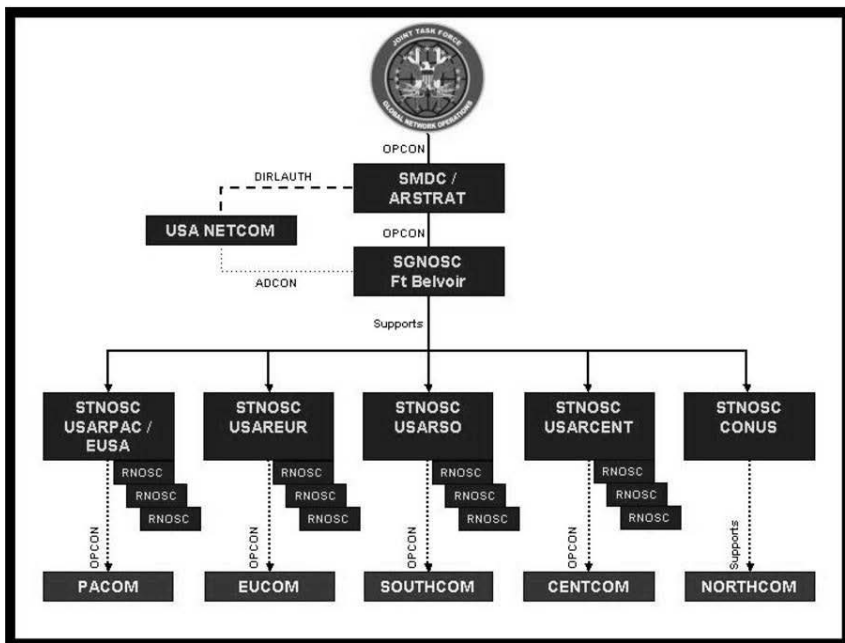 JOINT TASK FORCE
GLOBAL NETWORK OPERATIONS
OPCON
DIRLAUTH
SMDC /
ARSTRAT
USA NETCOM
OPCON
SGNOSC
Ft Belvoir
ADCON
Supports
STNOSC
USARPAC /
EUSA
RNOSC
RNOSC
RNOSC
STNOSC
USAREUR
RNOSC
RNOSC
RNOSC
STNOSC
USARSO
RNOSC
RNOSC
RNOSC
STNOSC
USARCENT
RNOSC
RNOSC
RNOSC
STNOSC
CONUS
OPCON
OPCON
OPCON
OPCON
Supports
PACOM
EUCOM
SOUTHCOM
CENTCOM
NORTHCOM